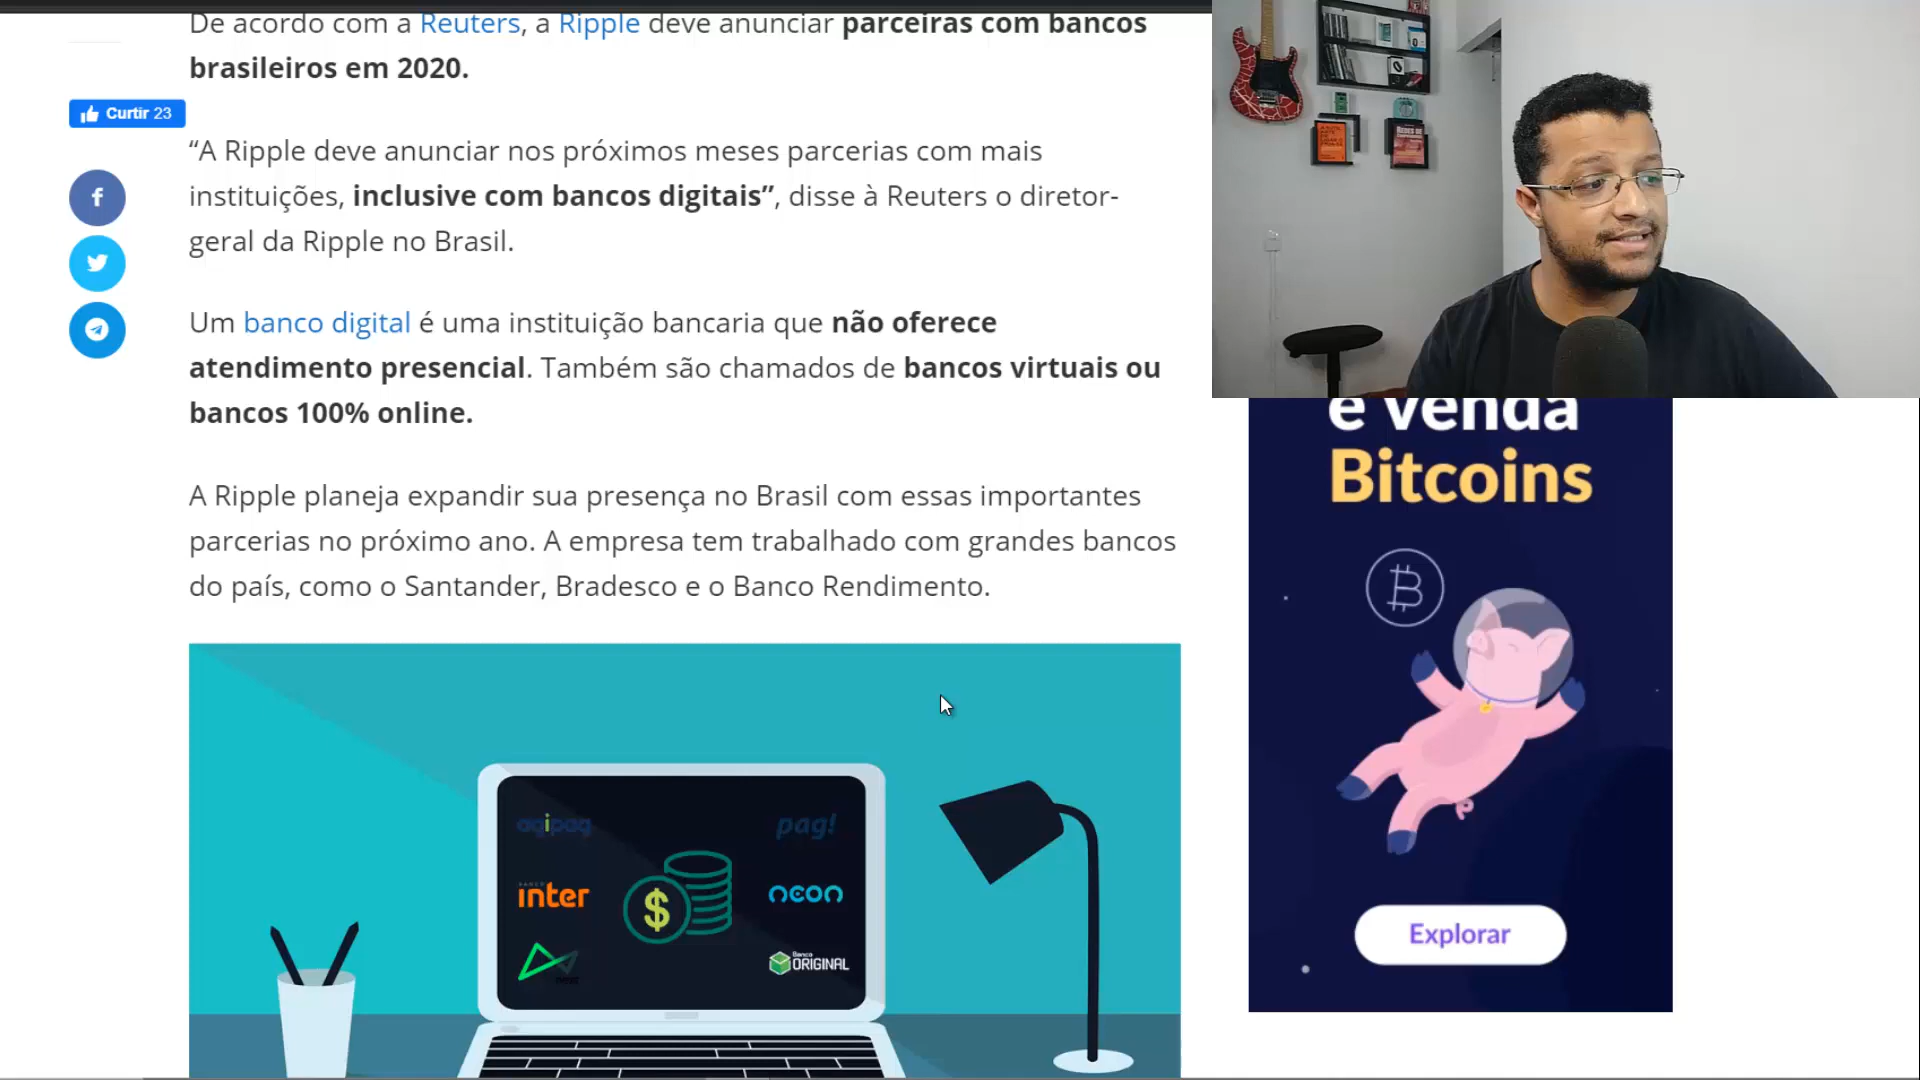 De acordo com a Reuters, a Ripple deve anunciar parceiras com bancos
brasileiros em 2020.
Curtir 23
“A Ripple deve anunciar nos próximos meses parcerias com mais
instituições, inclusive com bancos digitais”, disse à Reuters o diretor-
geral da Ripple no Brasil.
Um banco digital é uma instituição bancaria que não oferece
atendimento presencial. Também são chamados de bancos virtuais ou
bancos 100% online.
A Ripple planeja expandir sua presença no Brasil com essas importantes
parcerias no próximo ano. A empresa tem trabalhado com grandes bancos
do país, como o Santander, Bradesco e o Banco Rendimento.
agipag
pag!
inter
neon
next
Banco
ORIGINAL
REDES DE
e venda
Bitcoins
Explorar